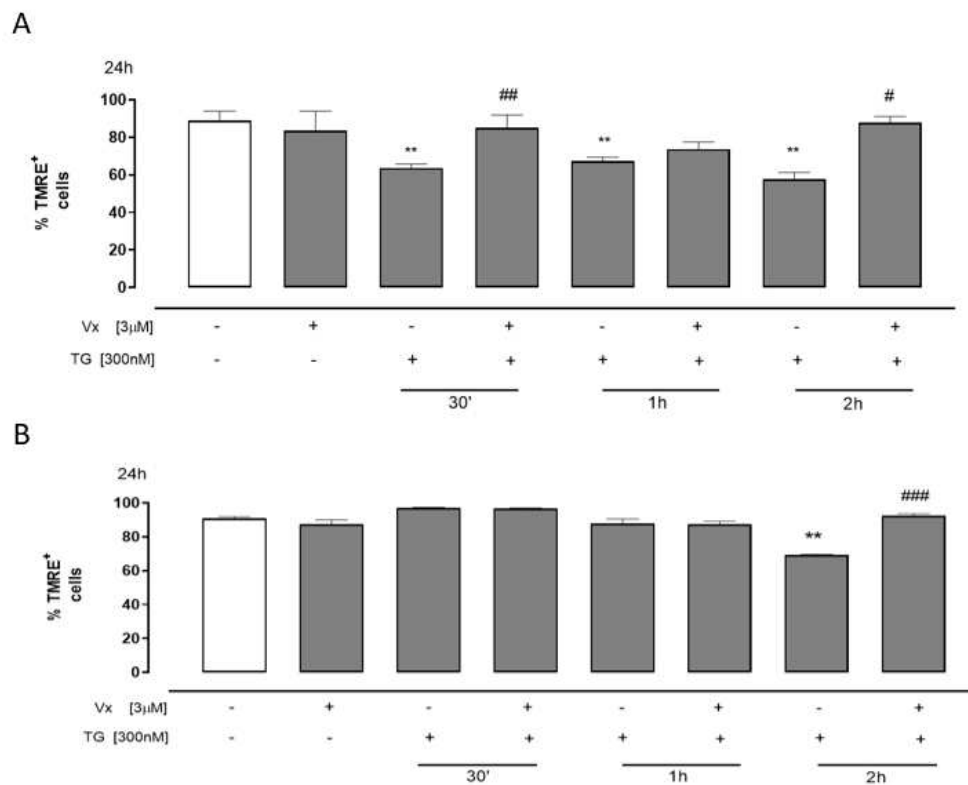 A
24h
## #
** ** **
% TMRE+
cells
100
80
60
40
20
0
Vx [3µM] - + - + - + - +
TG [300nM] - - + + + + + +
30' 1h 2h
B
24h
###
**
% TMRE+
cells
100
80
60
40
20
0
Vx [3µM] - + - + - + - +
TG [300nM] - - + + + + + +
30' 1h 2h